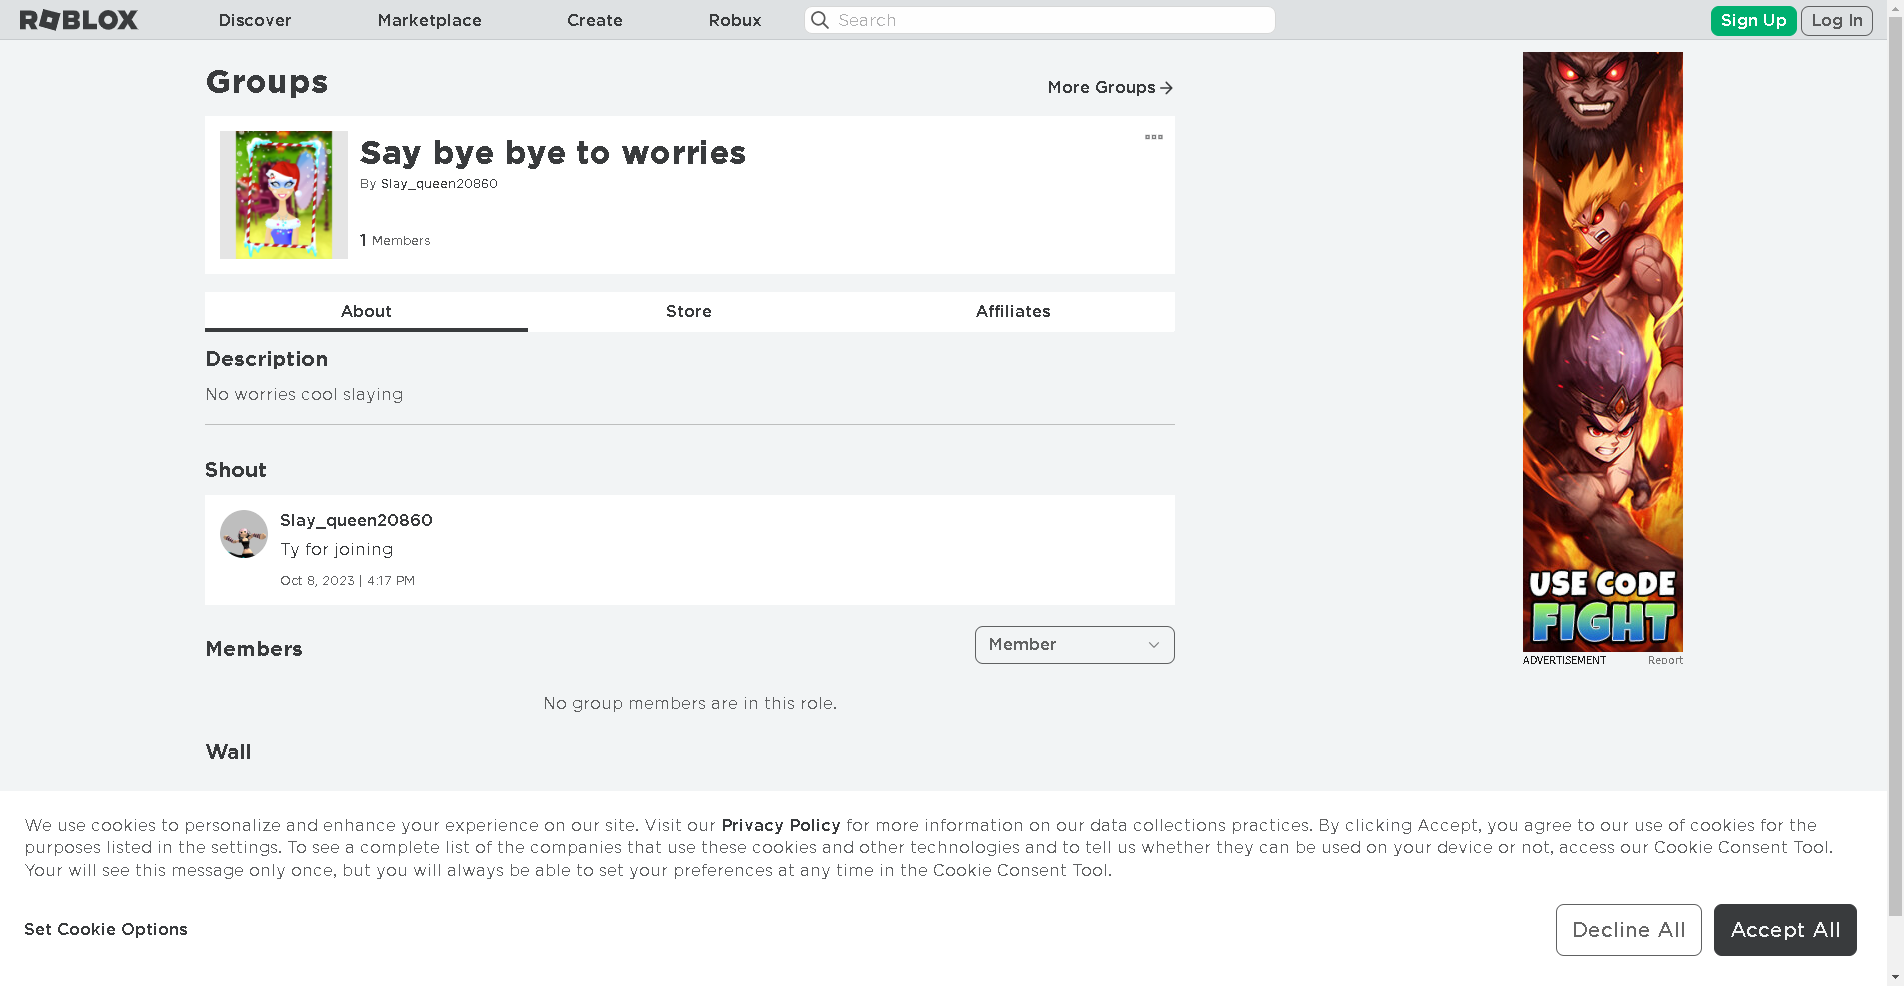 ROBLOX
Discover
Marketplace
Create
Robux
Search
Sign Up
Log In
Groups
More Groups
Say bye bye to worries
By Slay_queen20860
1 Members
About
Store
Affiliates
Description
No worries cool slaying
Shout
Slay_queen20860
Ty for joining
Oct 8, 2023 | 4:17 PM
Members
Member
No group members are in this role.
Wall
USE CODE
FIGHT
ADVERTISEMENT
Report
We use cookies to personalize and enhance your experience on our site. Visit our Privacy Policy for more information on our data collections practices. By clicking Accept, you agree to our use of cookies for the
purposes listed in the settings. To see a complete list of the companies that use these cookies and other technologies and to tell us whether they can be used on your device or not, access our Cookie Consent Tool.
Your will see this message only once, but you will always be able to set your preferences at any time in the Cookie Consent Tool.
Set Cookie Options
Decline All
Accept All